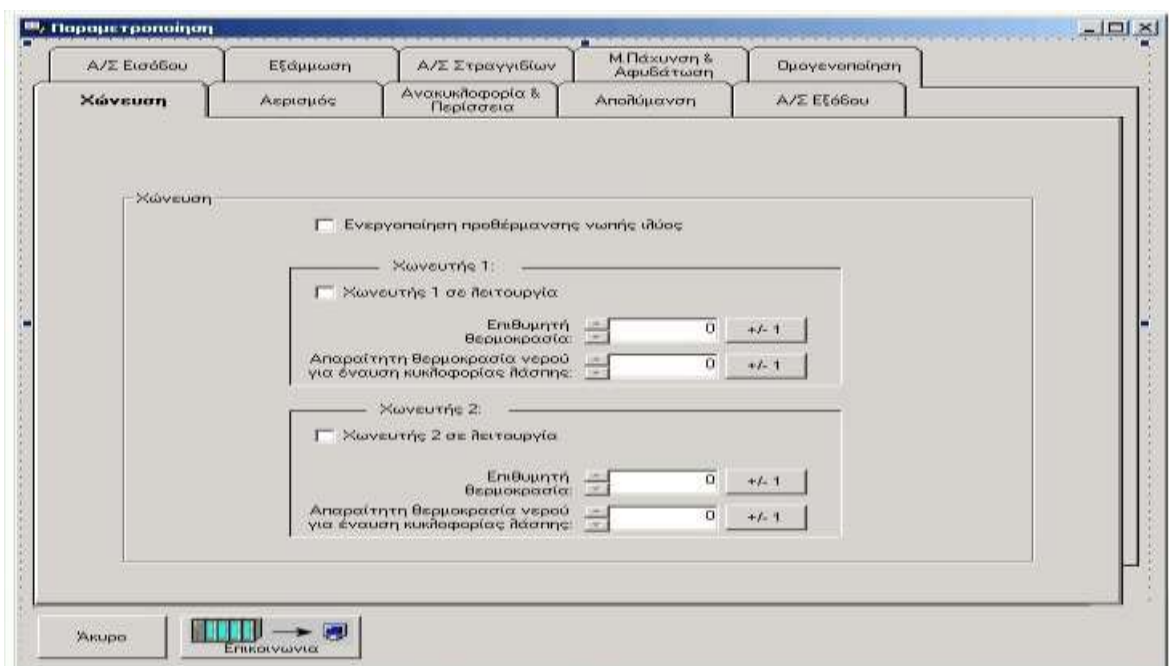 Παραμετροποίηση
Α/Σ Εισόδου
Εξάμμωση
Α/Σ Στραγγιδίων
Μ.Πάχυνση &
Αφυδάτωση
Ομογενοποίηση
Χώνευση
Αερισμός
Ανακυκλοφορία &
Περίσσεια
Απολύμανση
Α/Σ Εξόδου
Χώνευση
Ενεργοποίηση προθέρμανσης νωπής ιλύος
Χωνευτής 1:
Χωνευτής 1 σε λειτουργία
Επιθυμητή
θερμοκρασία:
0
+/- 1
Απαραίτητη θερμοκρασία νερού
για έναυση κυκλοφορίας λάσπης:
0
+/- 1
Χωνευτής 2:
Χωνευτής 2 σε λειτουργία
Επιθυμητή
θερμοκρασία:
0
+/- 1
Απαραίτητη θερμοκρασία νερού
για έναυση κυκλοφορίας λάσπης:
0
+/- 1
Άκυρο
Επικοινωνία